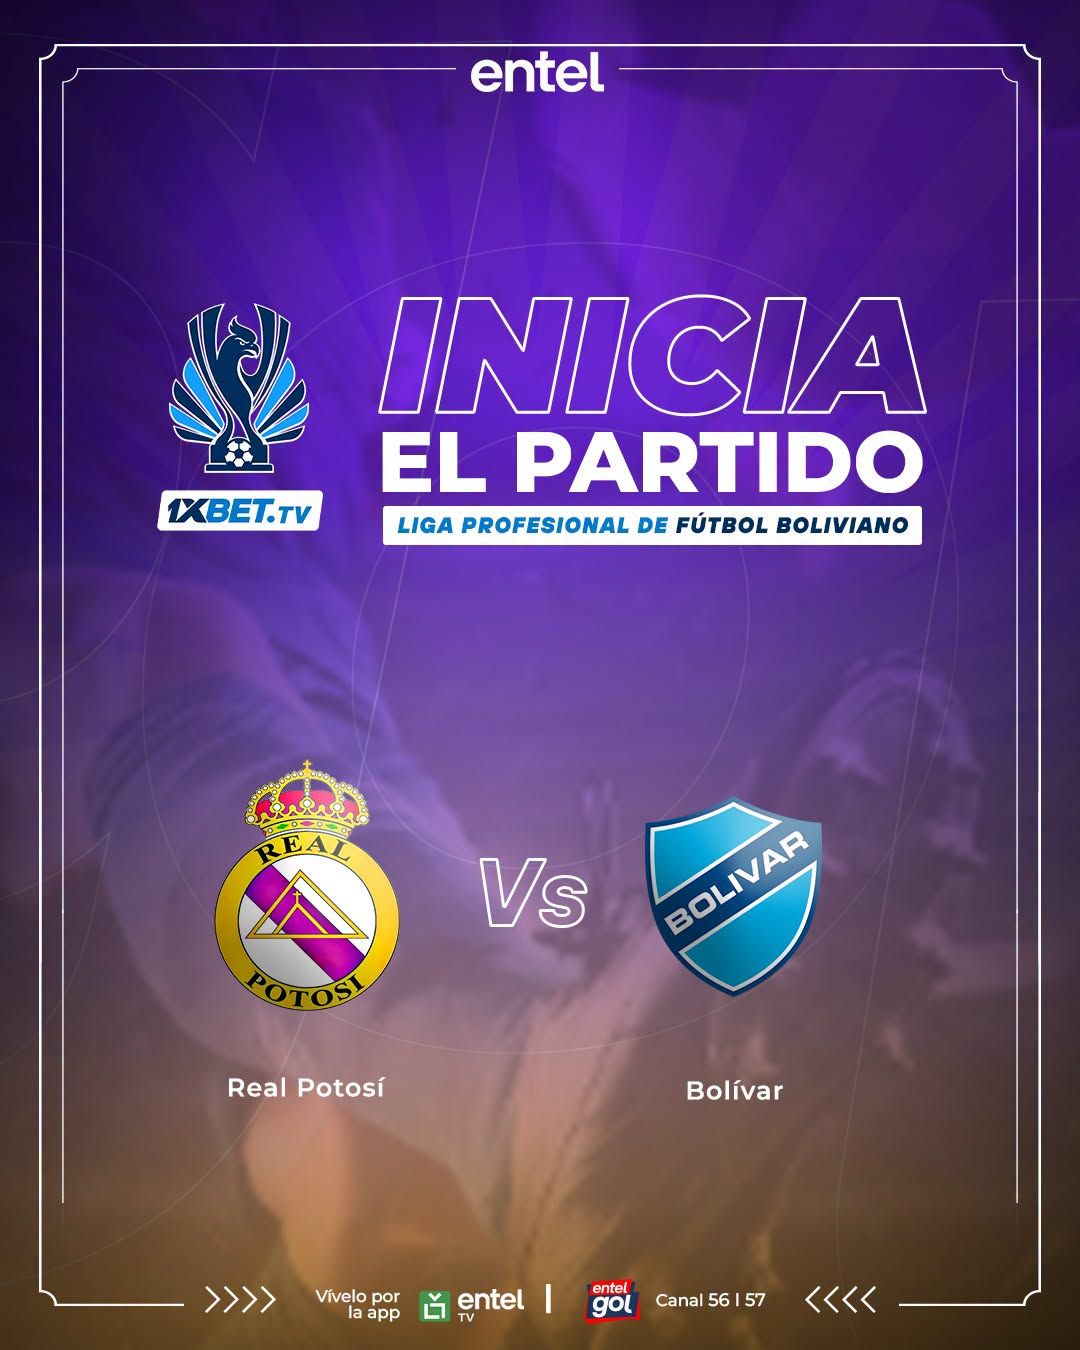 entel
INICIA
EL PARTIDO
1XBET.TV
LIGA PROFESIONAL DE FÚTBOL BOLIVIANO
REAL
POTOSI
Vs
BOLIVAR
Real Potosí
Bolívar
Vívelo por
la app
entel
TV
entel
gol
Canal 56 I 57